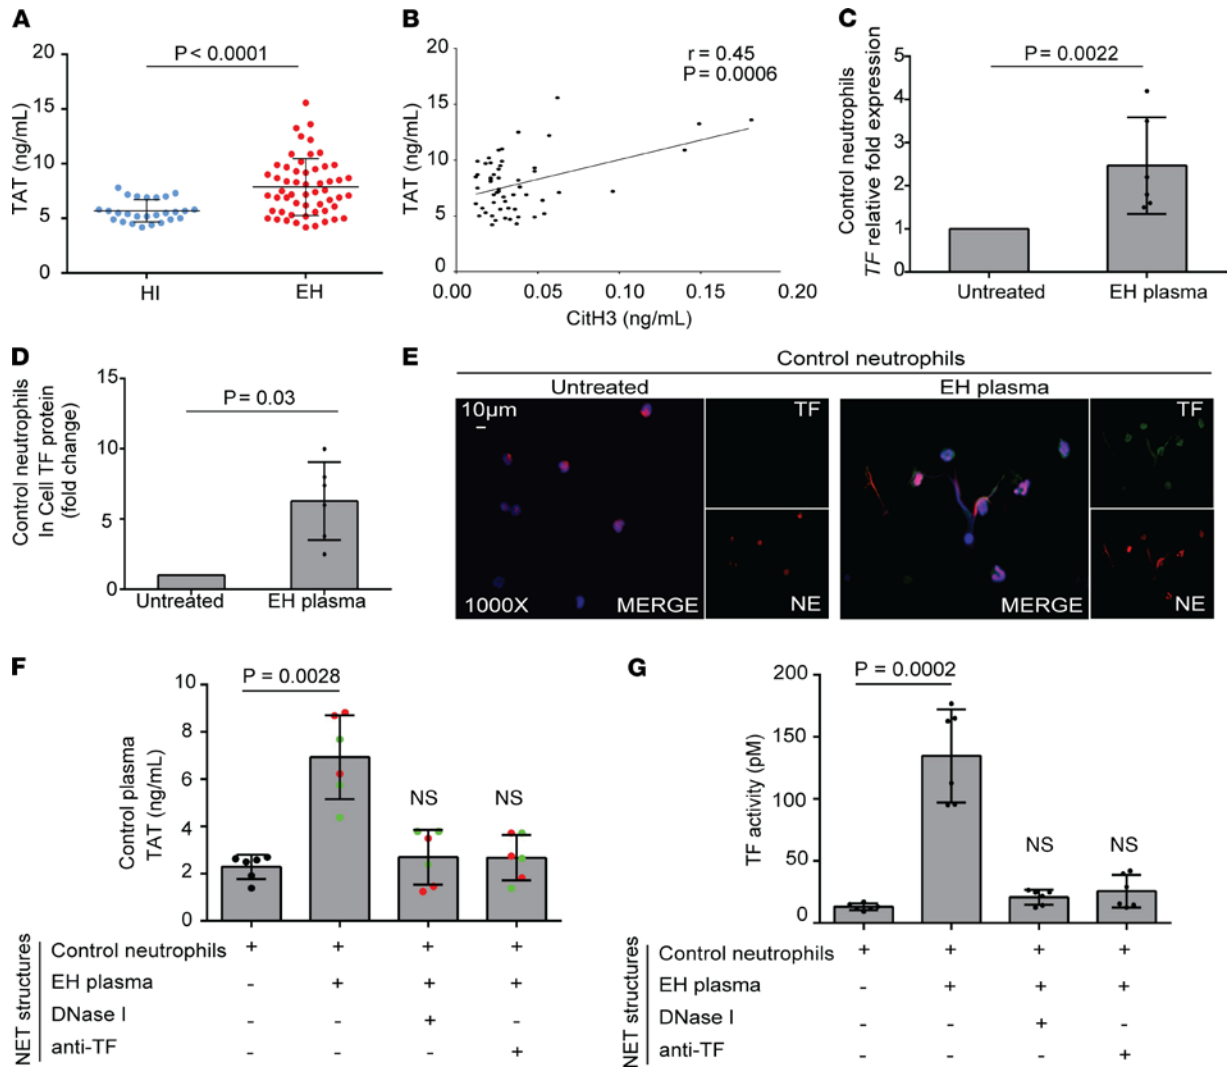 A
P < 0.0001
TAT (ng/mL)
20
15
10
5
0
HI
EH
B
r = 0.45
P = 0.0006
TAT (ng/mL)
20
15
10
5
0
0.00
0.05
0.10
0.15
0.20
CitH3 (ng/mL)
C
P = 0.0022
Control neutrophils
TF relative fold expression
5
4
3
2
1
0
Untreated
EH plasma
D
P = 0.03
Control neutrophils
In Cell TF protein
(fold change)
15
10
5
0
Untreated
EH plasma
E
Control neutrophils
Untreated
EH plasma
10µm
TF
TF
1000X
MERGE
NE
MERGE
NE
F
P = 0.0028
Control plasma
TAT (ng/mL)
10
8
6
4
2
0
NS
NS
NET structures
Control neutrophils + + + +
EH plasma - + + +
DNase I - - + -
anti-TF - - - +
G
P = 0.0002
TF activity (pM)
200
150
100
50
0
NS
NS
NET structures
Control neutrophils + + + +
EH plasma - + + +
DNase I - - + -
anti-TF - - - +